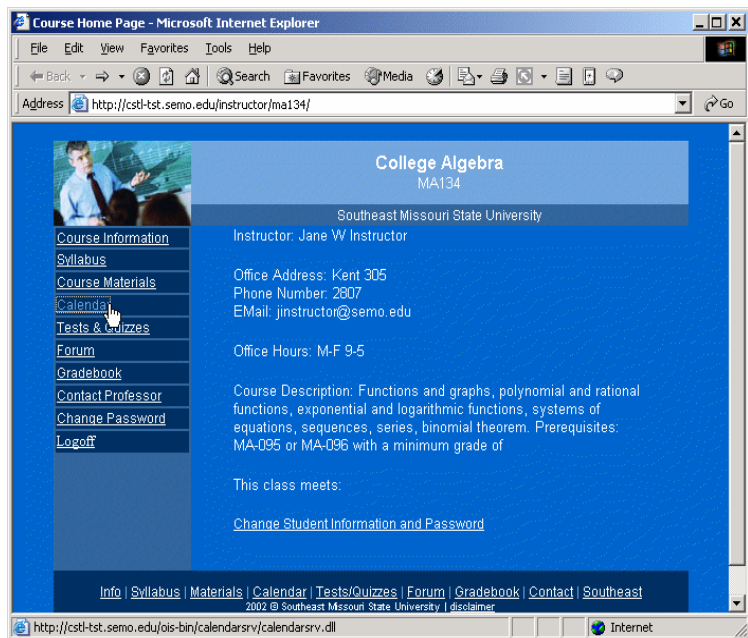 Course Home Page - Microsoft Internet Explorer
File Edit View Favorites Tools Help
Back Search Favorites Media
Address http://cstl-tst.semo.edu/instructor/ma134/ Go
College Algebra
MA134
Southeast Missouri State University
Course Information
Syllabus
Course Materials
Calendar
Tests & Quizzes
Forum
Gradebook
Contact Professor
Change Password
Logoff
Instructor: Jane W Instructor
Office Address: Kent 305
Phone Number: 2807
EMail: jinstructor@semo.edu
Office Hours: M-F 9-5
Course Description: Functions and graphs, polynomial and rational
functions, exponential and logarithmic functions, systems of
equations, sequences, series, binomial theorem. Prerequisites:
MA-095 or MA-096 with a minimum grade of
This class meets:
Change Student Information and Password
Info | Syllabus | Materials | Calendar | Tests/Quizzes | Forum | Gradebook | Contact | Southeast
2002 @ Southeast Missouri State University | disclaimer
http://cstl-tst.semo.edu/ois-bin/calendarsrv/calendarsrv.dll Internet